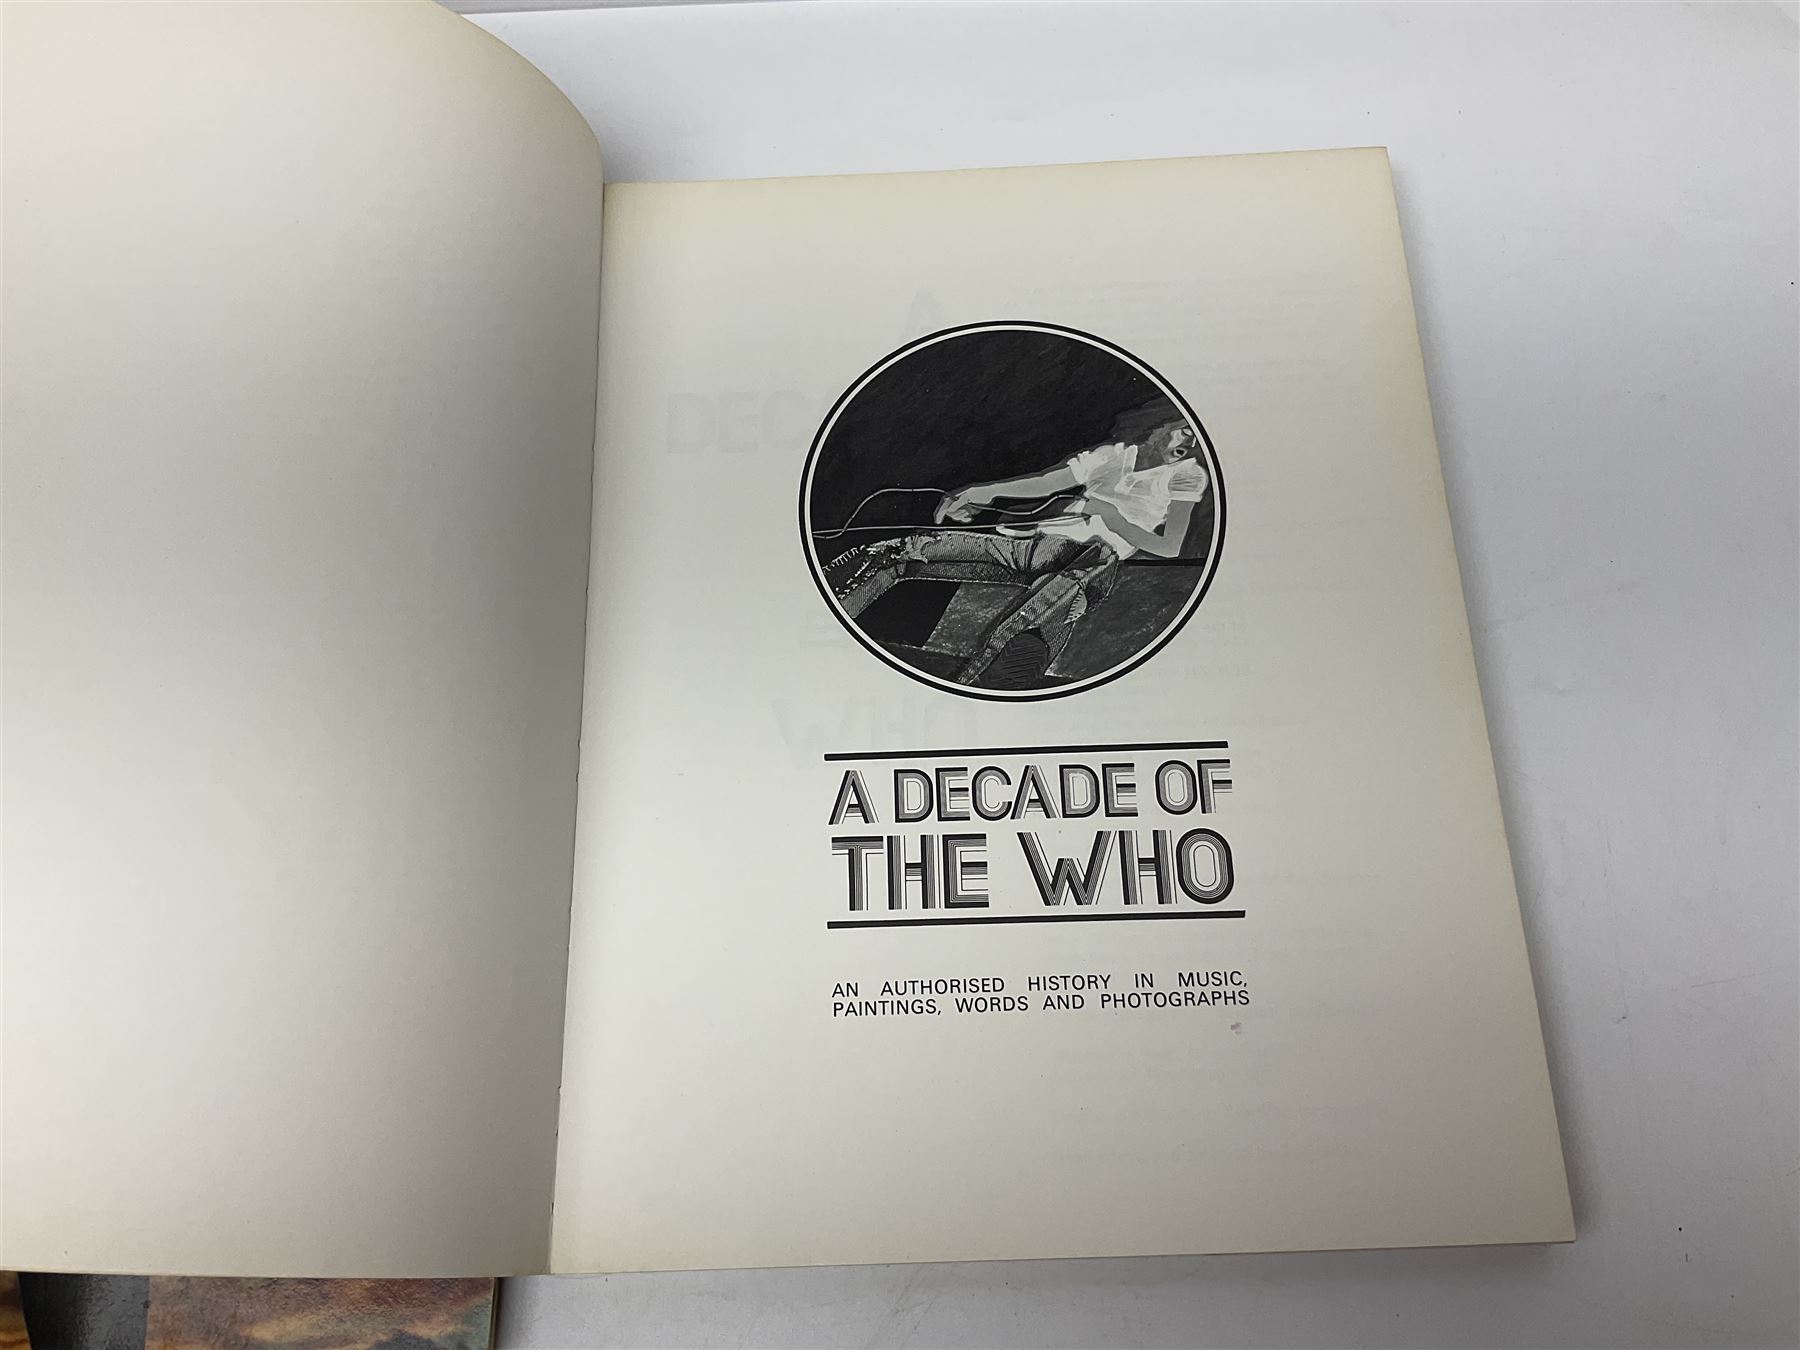 A DECADE OF
THE WHO
AN AUTHORISED HISTORY IN MUSIC,
PAINTINGS, WORDS AND PHOTOGRAPHS